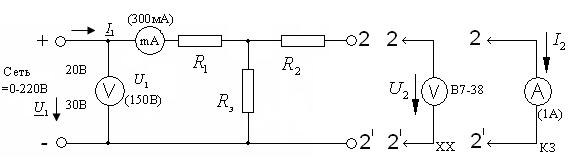 (300мА)
I1
+
mA
R1
R2
2
2
2
I2
Сеть
=0-220В
U1
20В
30В
V
U1
(150В)
Rэ
U2
V
В7-38
A
(1А)
-
2'
2'
ХХ
2'
КЗ